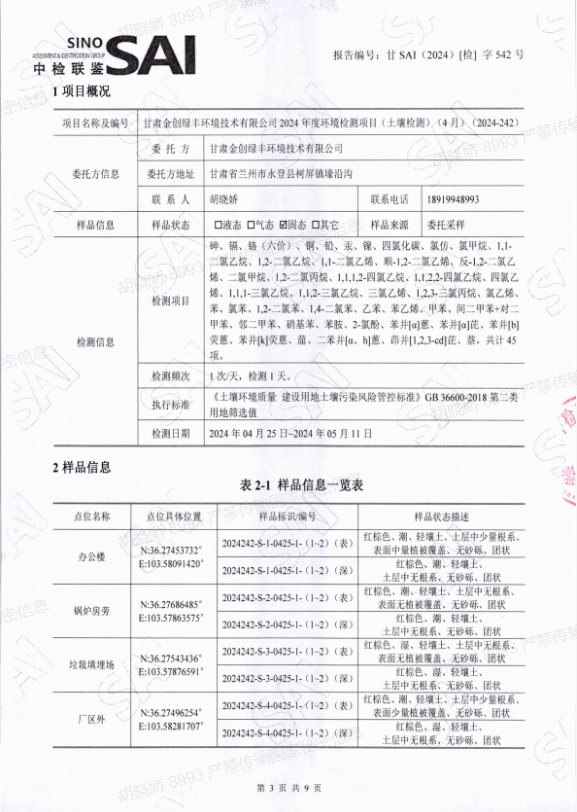 SINO SAI
ASSESSMENT & IDENTIFICATION GROUP
中检联鉴
报告编号：甘 SAI（2024）[检] 字 542 号
1 项目概况
项目名称及编号 甘肃金创绿丰环境技术有限公司 2024 年度环境检测项目（土壤检测）（4 月）（2024-242）
委托方信息 委 托 方 甘肃金创绿丰环境技术有限公司
委托方地址 甘肃省兰州市永登县树屏镇壕沿沟
联 系 人 胡晓娇 联系电话 18919948993
样品信息 样品状态 □液态 □气态 ☑固态 □其它 样品来源 委托采样
检测信息 检测项目 砷、镉、铬（六价）、铜、铅、汞、镍、四氯化碳、氯仿、氯甲烷、1,1-
二氯乙烷、1,2-二氯乙烷、1,1-二氯乙烯、顺-1,2-二氯乙烯、反-1,2-二氯乙
烯、二氯甲烷、1,2-二氯丙烷、1,1,1,2-四氯乙烷、1,1,2,2-四氯乙烷、四氯乙
烯、1,1,1-三氯乙烷、1,1,2-三氯乙烷、三氯乙烯、1,2,3-三氯丙烷、氯乙烯、
苯、氯苯、1,2-二氯苯、1,4-二氯苯、乙苯、苯乙烯、甲苯、间二甲苯+对二
甲苯、邻二甲苯、硝基苯、苯胺、2-氯酚、苯并[α]蒽、苯并[α]芘、苯并[b]
荧蒽、苯并[k]荧蒽、䓛、二苯并[α、h]蒽、茚并[1,2,3-cd]芘、萘，共计 45
项。
检测频次 1 次/天，检测 1 天。
执行标准 《土壤环境质量 建设用地土壤污染风险管控标准》GB 36600-2018 第二类
用地筛选值
检测日期 2024 年 04 月 25 日~2024 年 05 月 11 日
2 样品信息
表 2-1 样品信息一览表
点位名称 点位具体位置 样品标识/编号 样品状态描述
办公楼 N:36.27453732°
E:103.58091420°
2024242-S-1-0425-1-（1~2）（表） 红棕色、潮、轻壤土、土层中少量根系、
表面中量植被覆盖、无砂砾、团状
2024242-S-1-0425-1-（1~2）（深） 红棕色、潮、轻壤土、
土层中无根系、无砂砾、团状
锅炉房旁 N:36.27686485°
E:103.57863575°
2024242-S-2-0425-1-（1~2）（表） 红棕色、潮、轻壤土、土层中无根系、
表面无植被覆盖、无砂砾、团状
2024242-S-2-0425-1-（1~2）（深） 红棕色、潮、轻壤土、
土层中无根系、无砂砾、团状
垃圾填埋场 N:36.27543436°
E:103.57876591°
2024242-S-3-0425-1-（1~2）（表） 红棕色、湿、轻壤土、土层中无根系、
表面无植被覆盖、无砂砾、团状
2024242-S-3-0425-1-（1~2）（深） 红棕色、湿、轻壤土、
土层中无根系、无砂砾、团状
厂区外 N:36.27496254°
E:103.58281707°
2024242-S-4-0425-1-（1~2）（表） 红棕色、潮、轻壤土、土层中少量根系、
表面少量植被覆盖、无砂砾、团状
2024242-S-4-0425-1-（1~2）（深） 红棕色、湿、轻壤土、
土层中无根系、无砂砾、团状
第 3 页 共 9 页
胡晓娇 8993 严禁传输